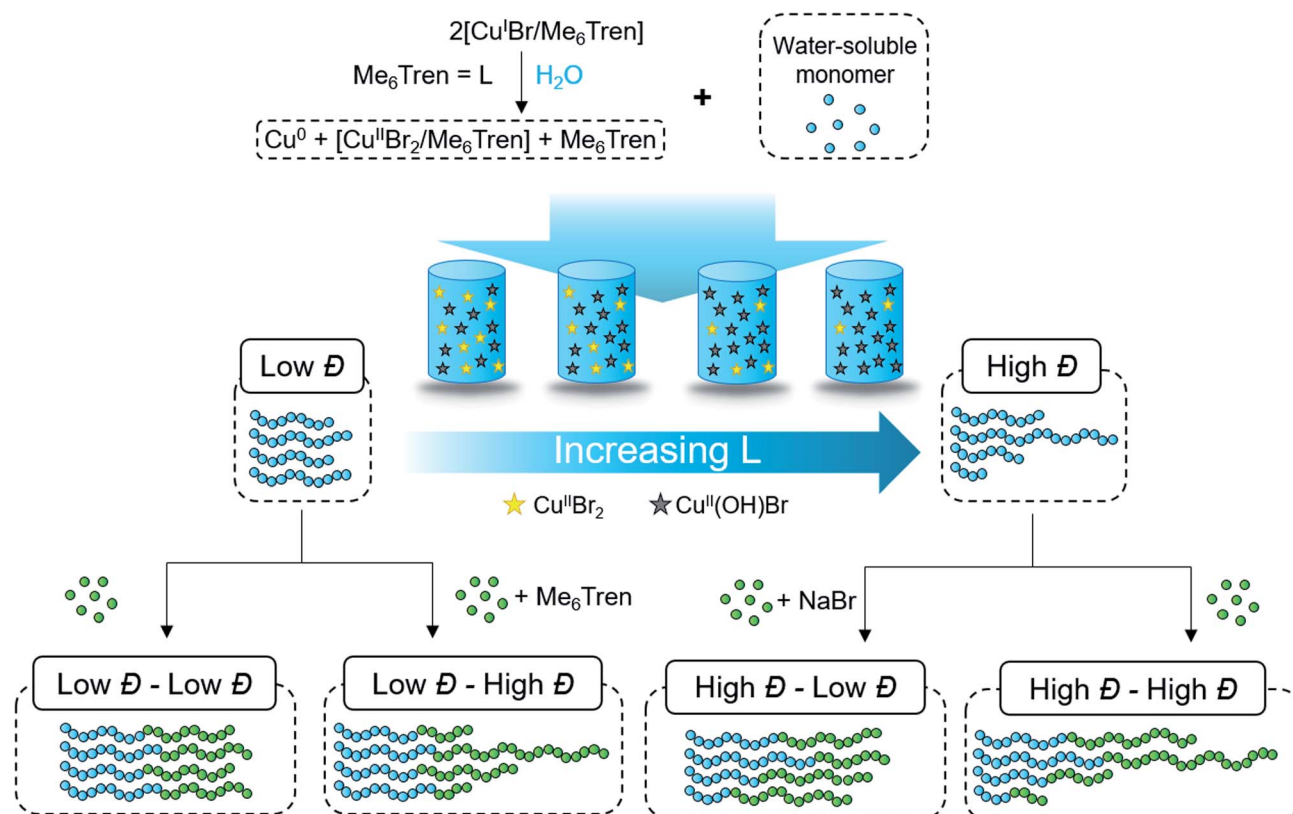 2[CuᴵBr/Me₆Tren]
Me₆Tren = L
H₂O
Cu⁰ + [CuᴵᴵBr₂/Me₆Tren] + Me₆Tren
+
Water-soluble
monomer
Low Đ
High Đ
Increasing L
CuᴵᴵBr₂
Cuᴵᴵ(OH)Br
+ Me₆Tren
+ NaBr
Low Đ - Low Đ
Low Đ - High Đ
High Đ - Low Đ
High Đ - High Đ